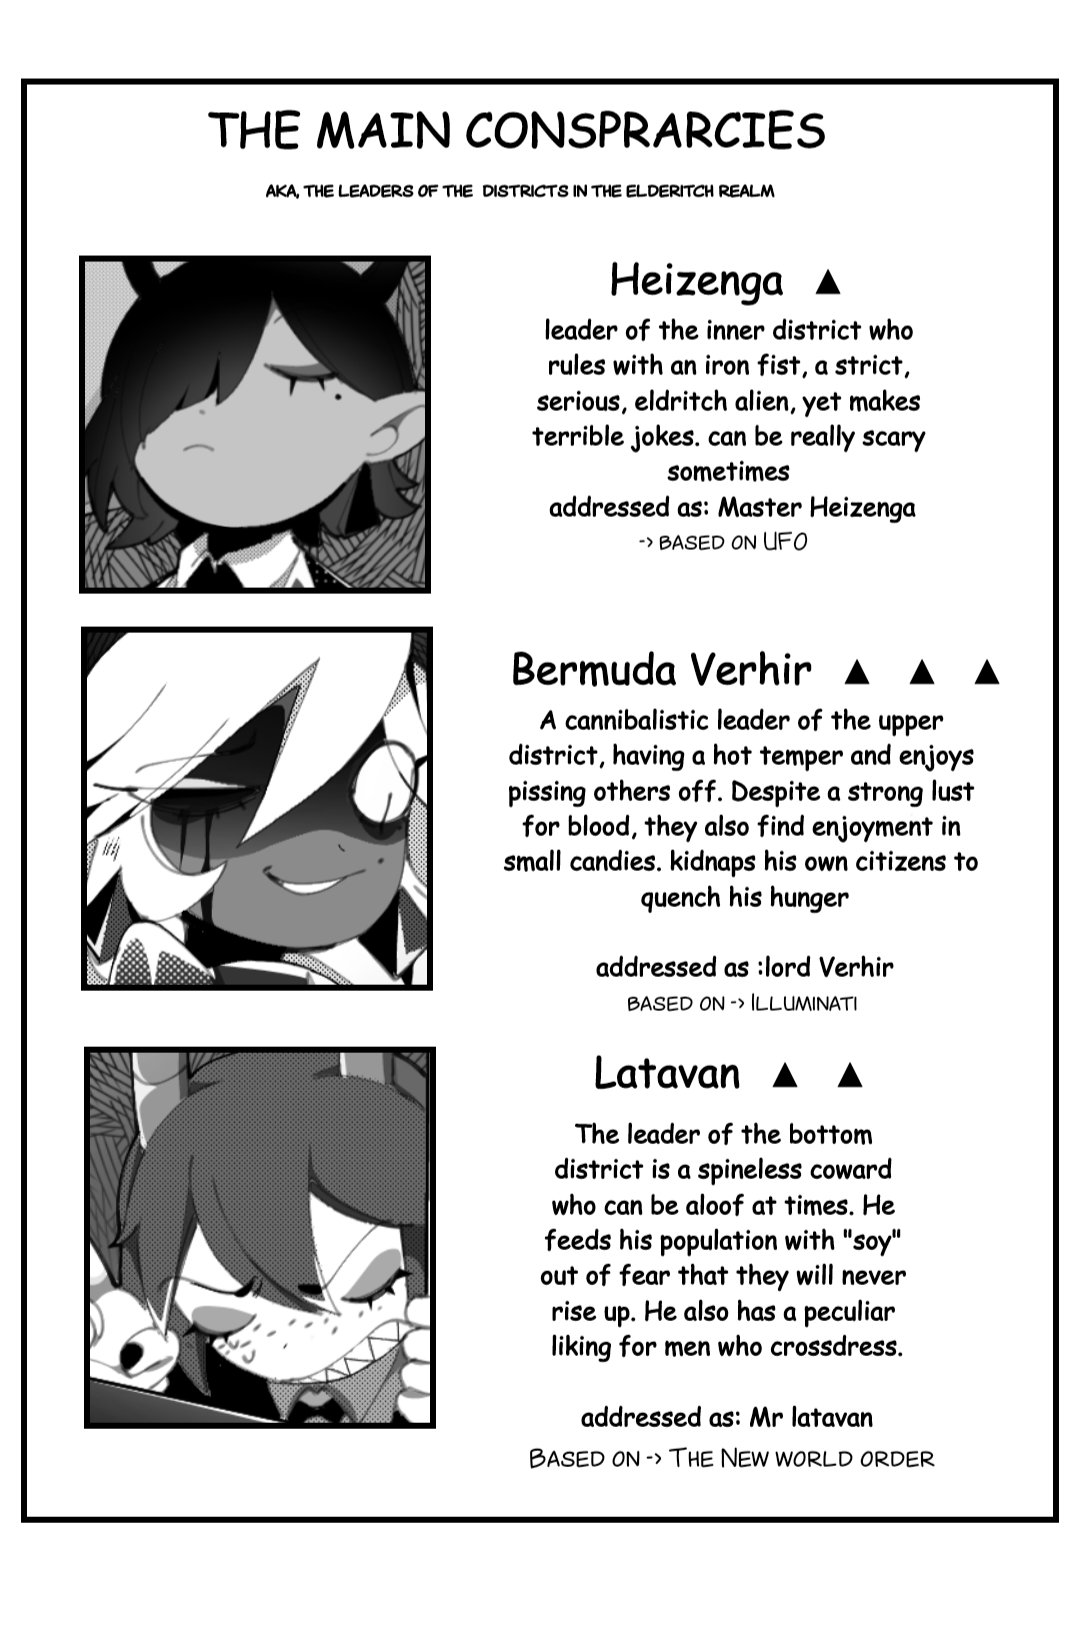 THE MAIN CONSPRARCIES
AKA, THE LEADERS OF THE DISTRICTS IN THE ELDERITCH REALM
Heizenga ▲
leader of the inner district who
rules with an iron fist, a strict,
serious, eldritch alien, yet makes
terrible jokes. can be really scary
sometimes
addressed as: Master Heizenga
-> BASED ON UFO
Bermuda Verhir ▲ ▲ ▲
A cannibalistic leader of the upper
district, having a hot temper and enjoys
pissing others off. Despite a strong lust
for blood, they also find enjoyment in
small candies. kidnaps his own citizens to
quench his hunger
addressed as :lord Verhir
BASED ON -> ILLUMINATI
Latavan ▲ ▲
The leader of the bottom
district is a spineless coward
who can be aloof at times. He
feeds his population with "soy"
out of fear that they will never
rise up. He also has a peculiar
liking for men who crossdress.
addressed as: Mr latavan
BASED ON -> THE NEW WORLD ORDER